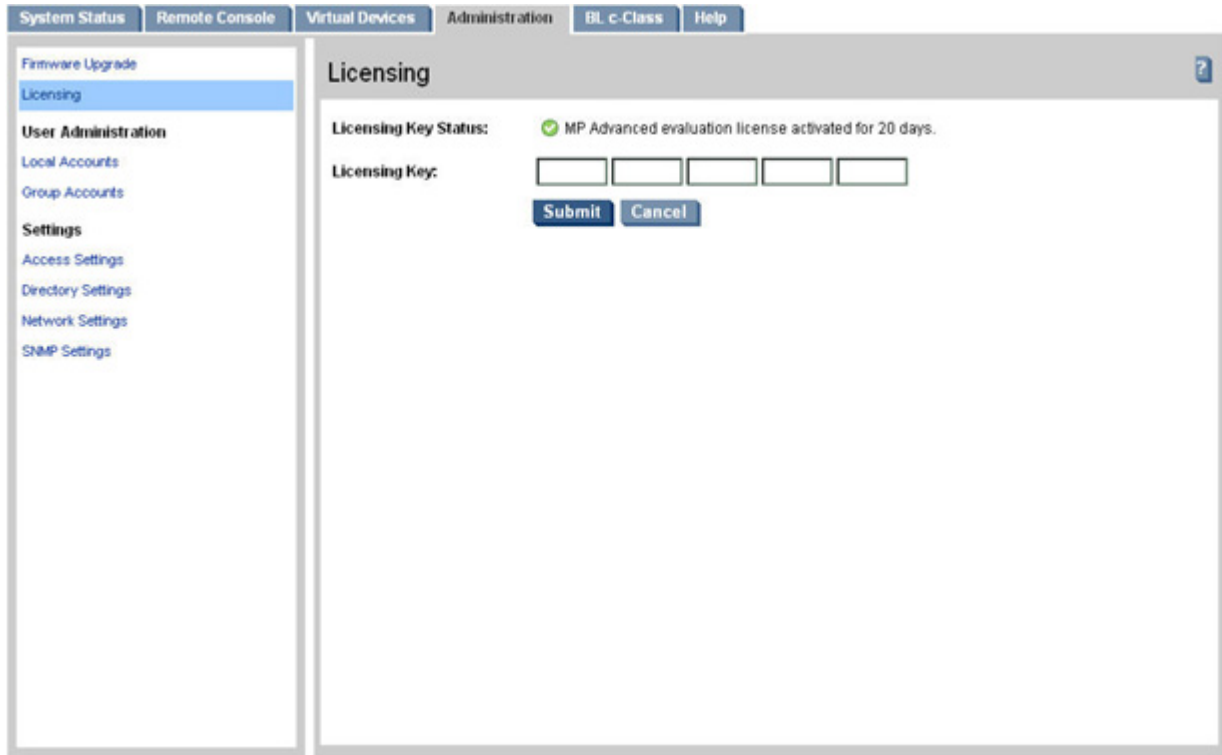 System Status Remote Console Virtual Devices Administration BL c-Class Help
Firmware Upgrade
Licensing
User Administration
Local Accounts
Group Accounts
Settings
Access Settings
Directory Settings
Network Settings
SNMP Settings
Licensing
?
Licensing Key Status: MP Advanced evaluation license activated for 20 days.
Licensing Key:
Submit Cancel